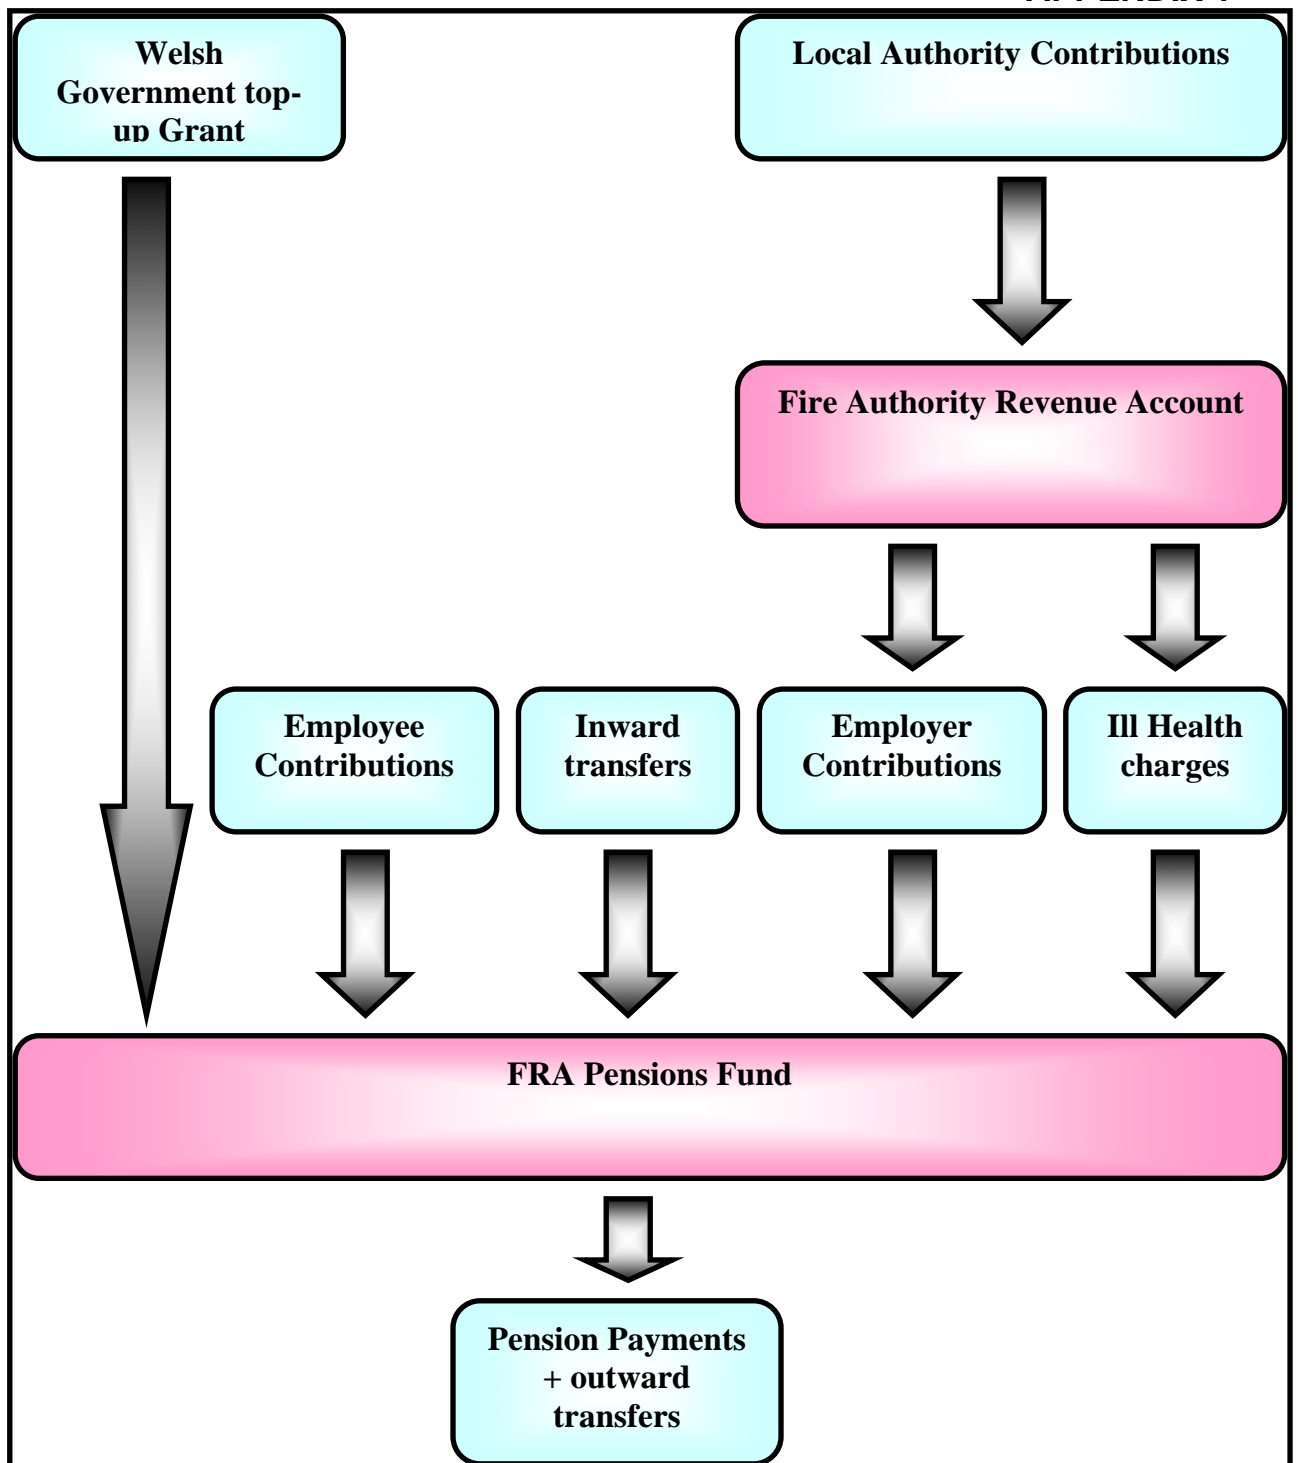 Welsh
Government top-
up Grant
Local Authority Contributions
Fire Authority Revenue Account
Employee
Contributions
Inward
transfers
Employer
Contributions
Ill Health
charges
FRA Pensions Fund
Pension Payments
+ outward
transfers